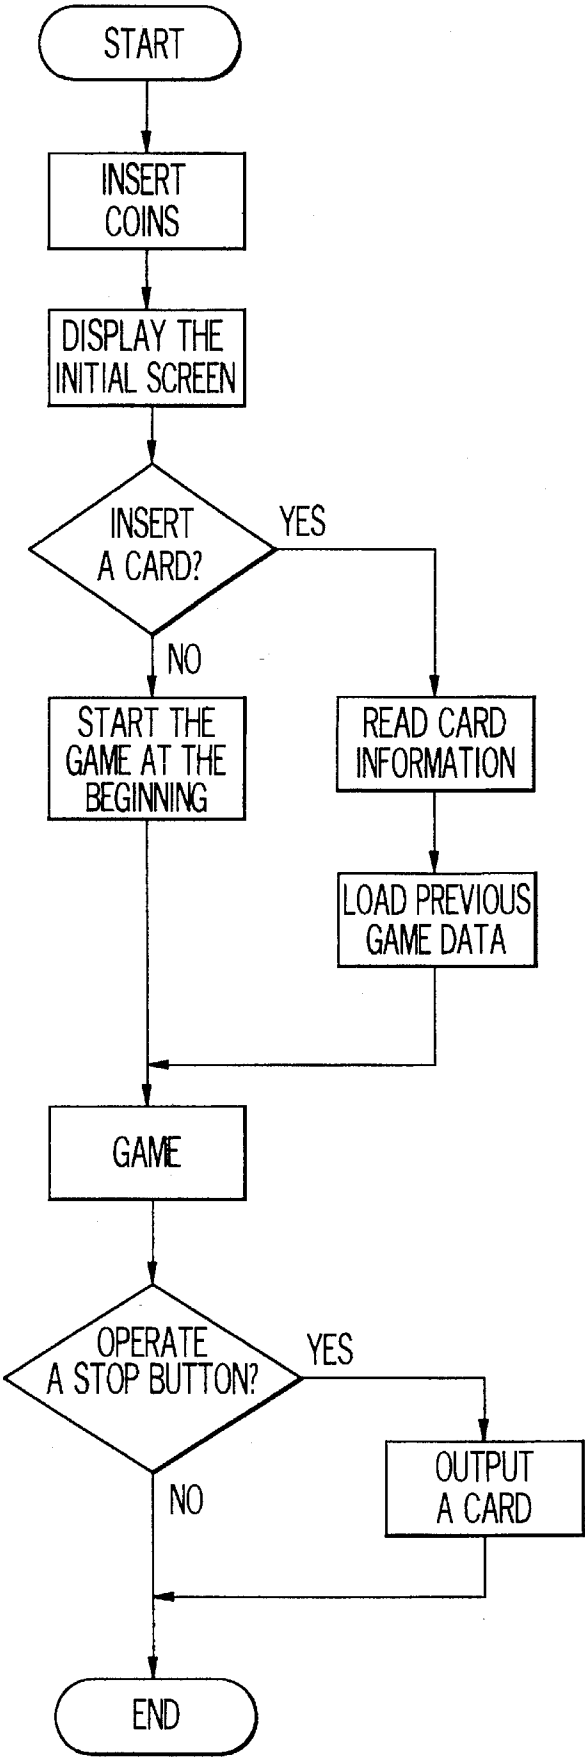 START
INSERT
COINS
DISPLAY THE
INITIAL SCREEN
INSERT
A CARD?
YES
NO
START THE
GAME AT THE
BEGINNING
READ CARD
INFORMATION
LOAD PREVIOUS
GAME DATA
GAME
OPERATE
A STOP BUTTON?
YES
NO
OUTPUT
A CARD
END